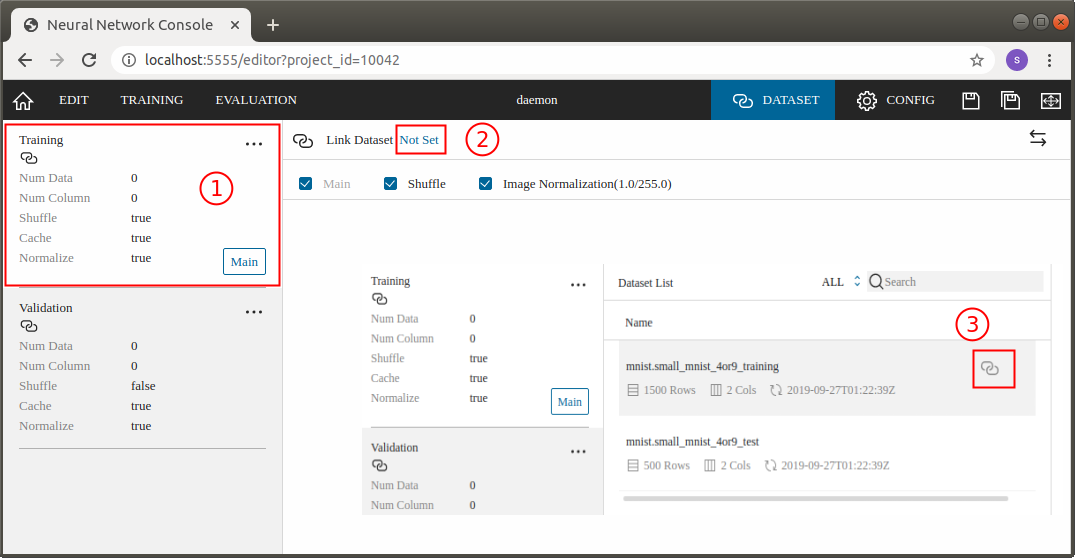 Neural Network Console
localhost:5555/editor?project_id=10042
S
EDIT TRAINING EVALUATION daemon DATASET CONFIG
Training
Num Data 0
Num Column 0
Shuffle true
Cache true
Normalize true
Main
1
Validation
Num Data 0
Num Column 0
Shuffle false
Cache true
Normalize true
Link Dataset Not Set
2
Main Shuffle Image Normalization(1.0/255.0)
Training
Num Data 0
Num Column 0
Shuffle true
Cache true
Normalize true
Main
Validation
Num Data 0
Num Column 0
Dataset List ALL Search
Name
3
mnist.small_mnist_4or9_training
1500 Rows 2 Cols 2019-09-27T01:22:39Z
mnist.small_mnist_4or9_test
500 Rows 2 Cols 2019-09-27T01:22:39Z